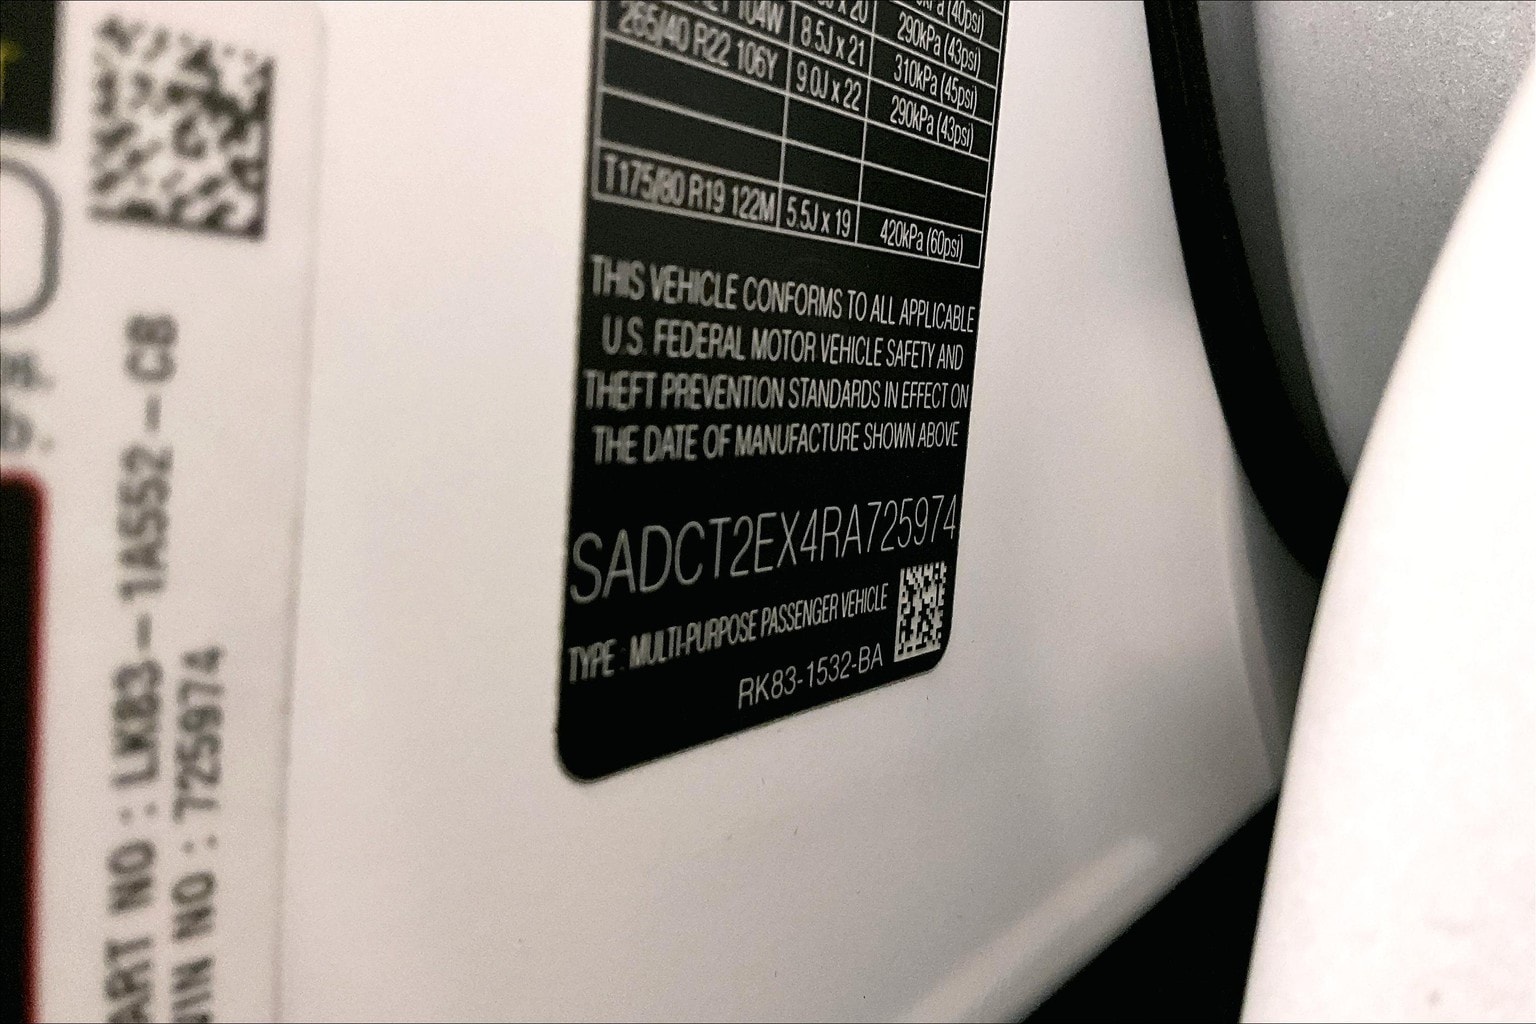 104W
265/40 R22 106Y
8.5J x 21
9.0J x 22
(40psi)
290kPa (43psi)
310kPa (45psi)
290kPa (43psi)
T175/80 R19 122M 5.5J x 19 420kPa (60psi)
THIS VEHICLE CONFORMS TO ALL APPLICABLE
U.S. FEDERAL MOTOR VEHICLE SAFETY AND
THEFT PREVENTION STANDARDS IN EFFECT ON
THE DATE OF MANUFACTURE SHOWN ABOVE
SADCT2EX4RA725974
TYPE : MULTI-PURPOSE PASSENGER VEHICLE
RK83-1532-BA
PART NO : LK83-1A552-CB
VIN NO : 725974